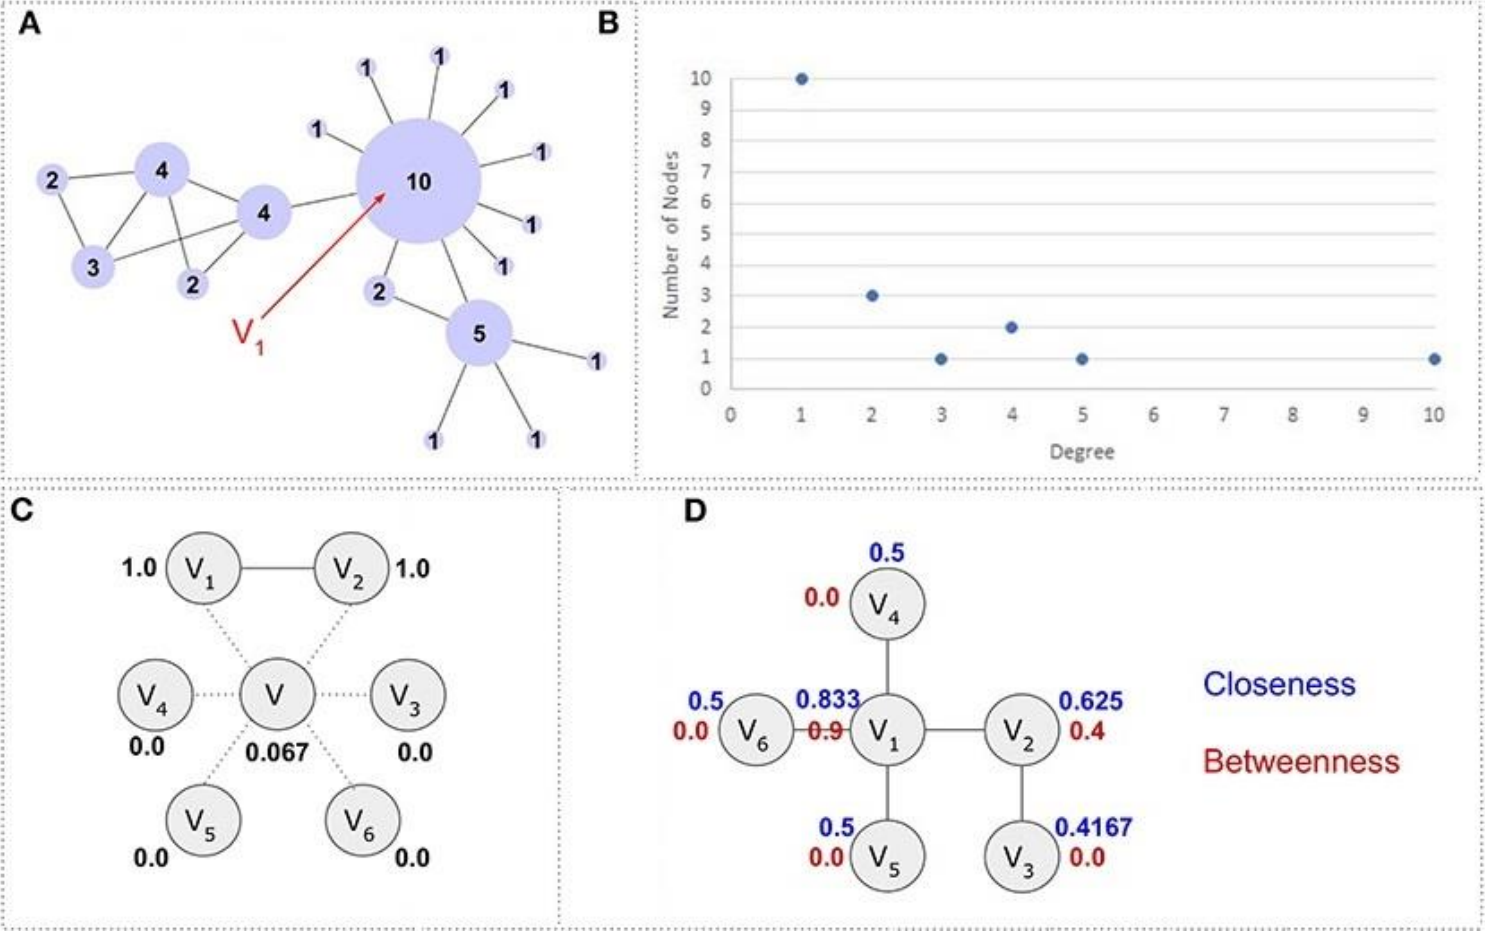 A
1
1
1
1
1
2
4
10
4
1
3
2
1
2
V1
5
1
1
1
B
10
9
8
7
6
5
4
3
2
1
0
Number of Nodes
0 1 2 3 4 5 6 7 8 9 10
Degree
C
1.0 V1 V2 1.0
V4 V V3
0.0 0.067 0.0
V5 V6
0.0 0.0
D
0.5
0.0 V4
0.5 0.833 0.625
0.0 V6 0.9 V1 V2 0.4
0.5 0.4167
0.0 V5 V3 0.0
Closeness
Betweenness